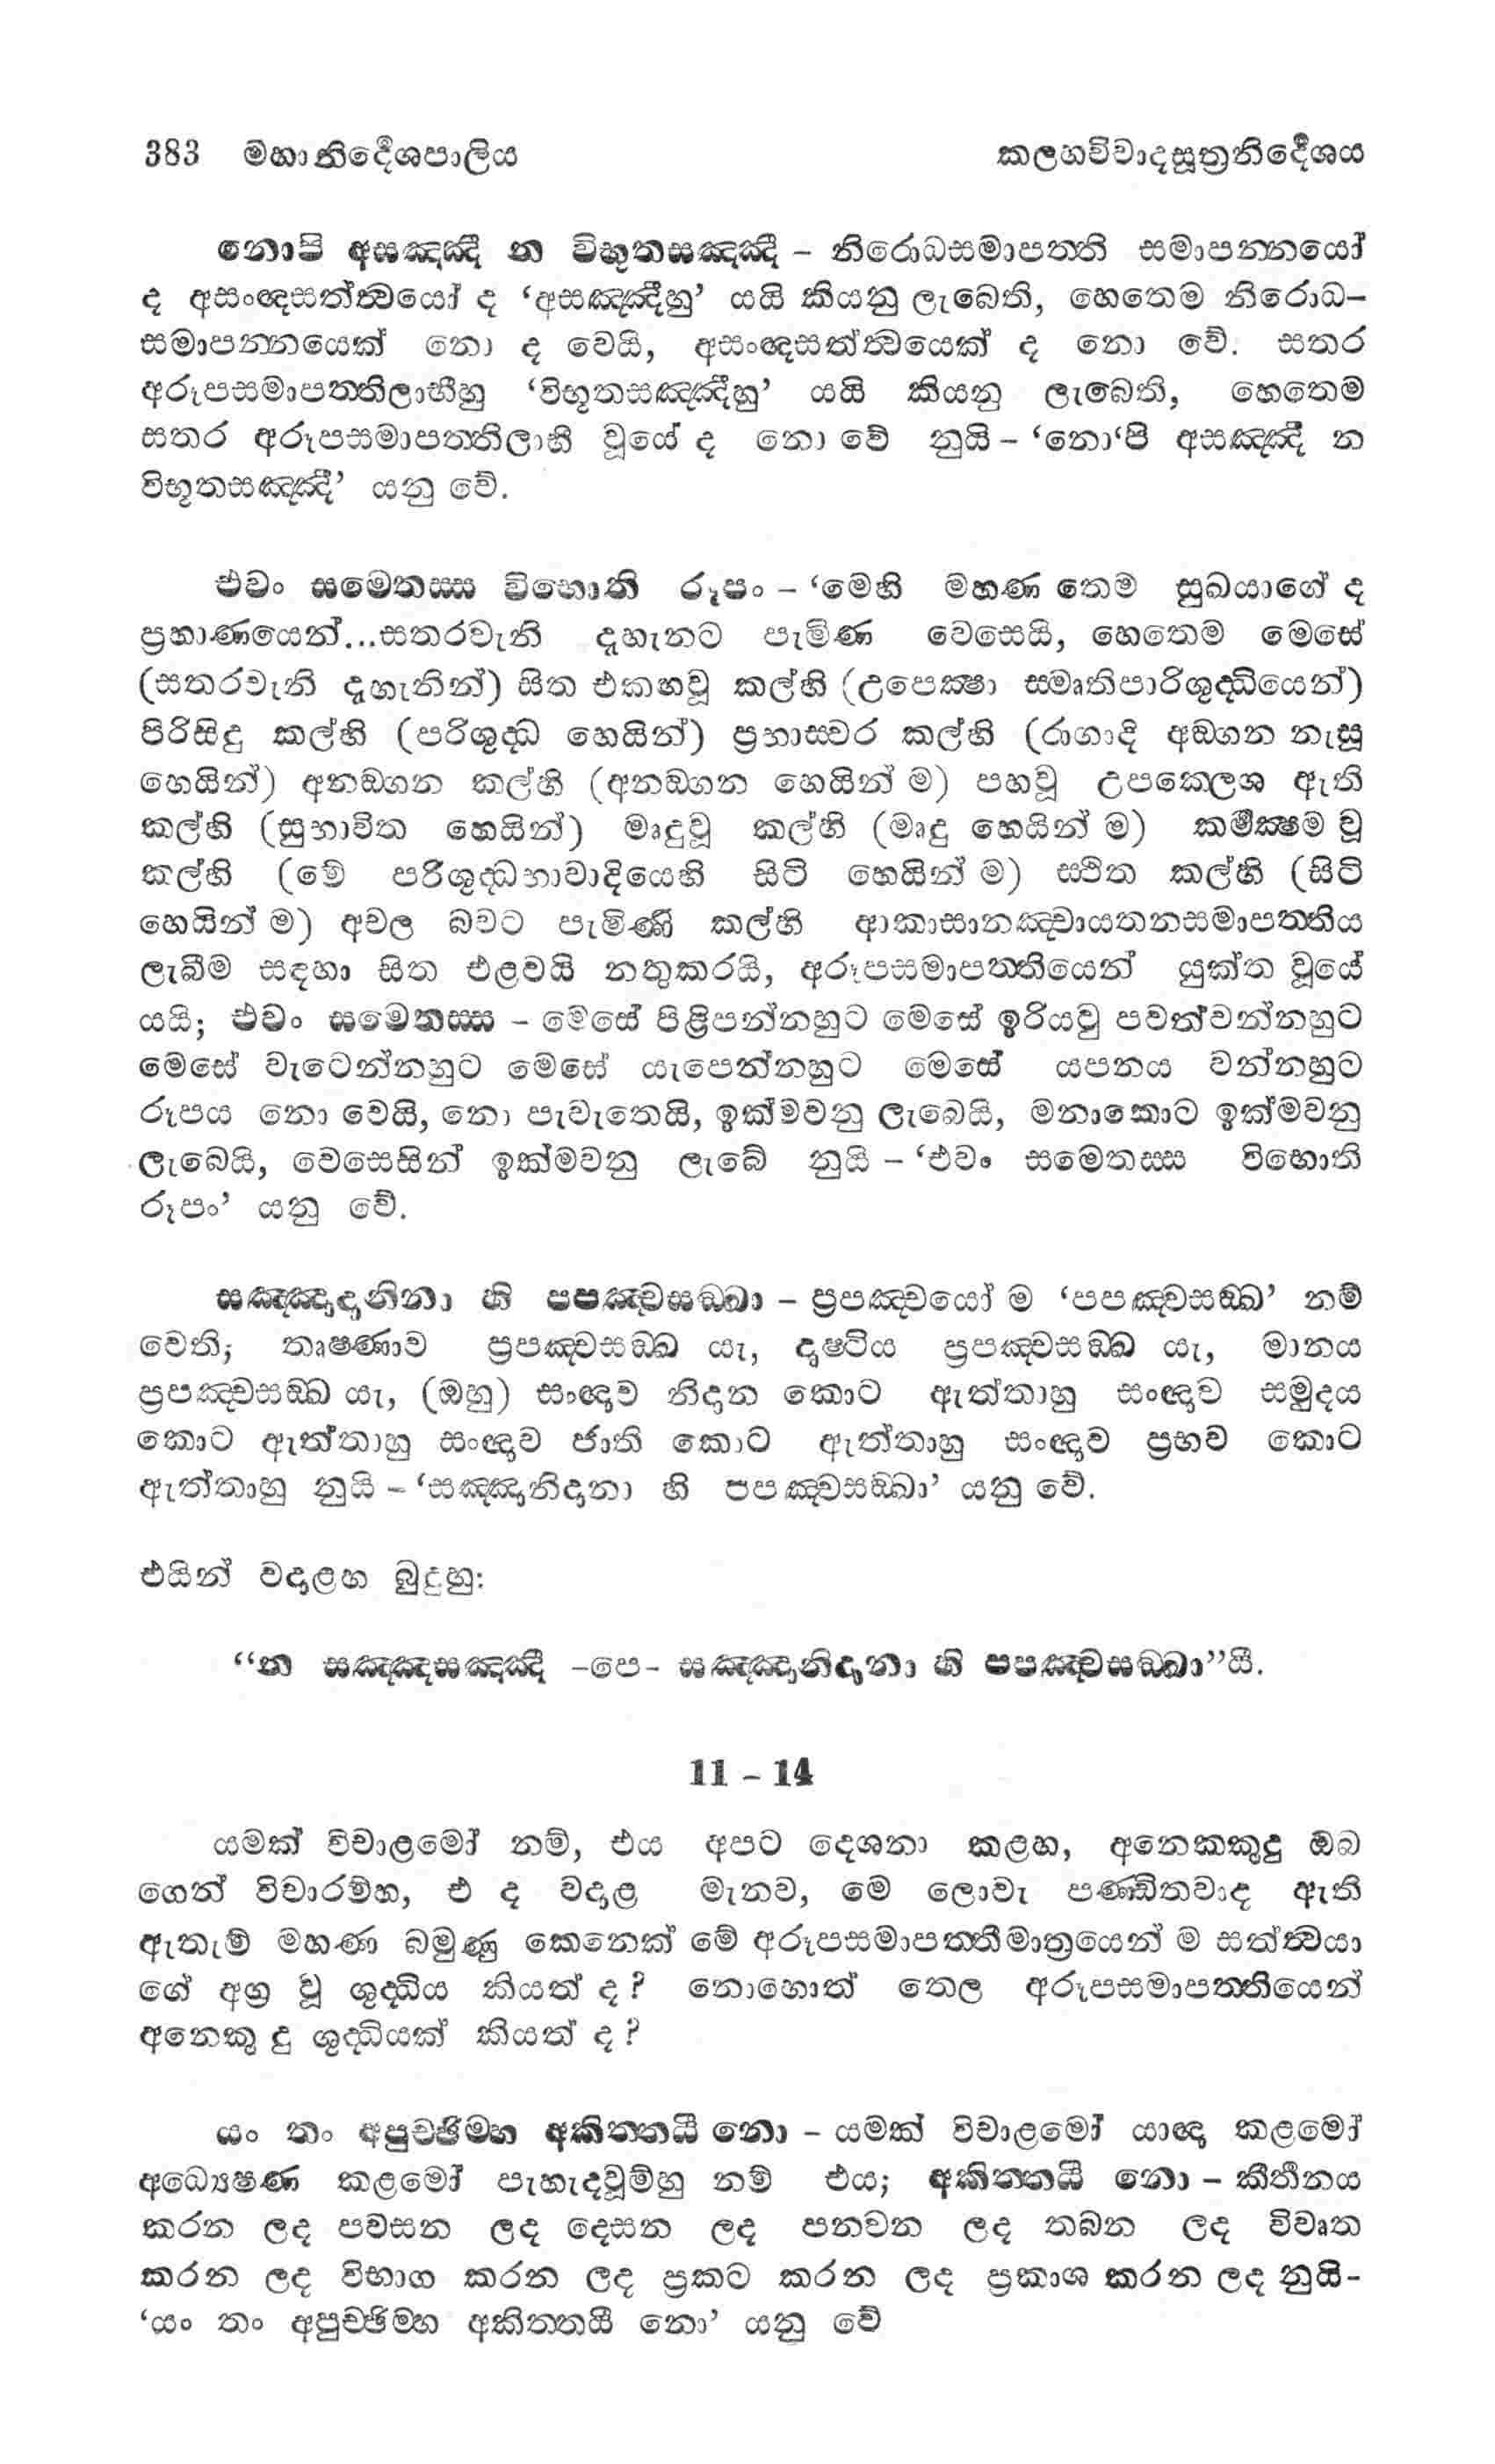 383 මහානිර්‍දේශපාලිය කලහවිවාදසූත්‍රනිර්‍දේශය
නොපි අසඤ්ඤී න විභූතසඤ්ඤී – නිරොධසමාපත්ති සමාපන්නයෝ
ද අසංඥසත්ත්‍වයෝ ද ‘අසඤ්ඤීහු’ යයි කියනු ලැබෙති, හෙතෙම නිරොධ–
සමාපන්නයෙක් නො ද වෙයි, අසංඥසත්ත්‍වයෙක් ද නො වේ. සතර
අරූපසමාපත්තිලාභීහු ‘විභූතසඤ්ඤීහු’ යයි කියනු ලැබෙති, හෙතෙම
සතර අරූපසමාපත්තිලාභී වූයේ ද නො වේ නුයි – ‘නො‘පි අසඤ්ඤී න
විභූතසඤ්ඤී’ යනු වේ.
එවං සමෙතස්ස විභොති රූපං – ‘මෙහි මහණ තෙම සුඛයාගේ ද
ප්‍රහාණයෙන්...සතරවැනි දැහැනට පැමිණ වෙසෙයි, හෙතෙම මෙසේ
(සතරවැනි දැහැනින්) සිත එකඟවූ කල්හි (උපෙක්‍ෂා ස්මෘතිපාරිශුද්ධියෙන්)
පිරිසිදු කල්හි (පරිශුද්ධ හෙයින්) ප්‍රභාස්වර කල්හි (රාගාදි අඞ්ගන නැසූ
හෙයින්) අනඞ්ගන කල්හි (අනඞ්ගන හෙයින් ම) පහවූ උපක්ලෙශ ඇති
කල්හි (සුභාවිත හෙයින්) මෘදුවූ කල්හි (මෘදු හෙයින් ම) කර්‍මක්‍ෂම වූ
කල්හි (මේ පරිශුද්ධභාවාදියෙහි සිටි හෙයින් ම) ස්ථිත කල්හි (සිටි
හෙයින් ම) අචල බවට පැමිණි කල්හි ආකාසානඤ්චායතනසමාපත්තිය
ලැබීම සඳහා සිත එළවයි නතුකරයි, අරූපසමාපත්තියෙන් යුක්ත වූයේ
යයි; එවං සමෙතස්ස – මෙසේ පිළිපන්නහුට මෙසේ ඉරියවු පවත්වන්නහුට
මෙසේ වැටෙන්නහුට මෙසේ යැපෙන්නහුට මෙසේ යපනය වන්නහුට
රූපය නො වෙයි, නො පැවැතෙයි, ඉක්මවනු ලැබෙයි, මනාකොට ඉක්මවනු
ලැබෙයි, වෙසෙසින් ඉක්මවනු ලැබේ නුයි – ‘එවං සමෙතස්ස විභොති
රූපං’ යනු වේ.
සඤ්ඤානිදානා හි පපඤ්චසඞ්ඛා – ප්‍රපඤ්චයෝ ම ‘පපඤ්චසඞ්ඛ’ නම්
වෙති; තෘෂ්ණාව ප්‍රපඤ්චසඞ්ඛ යැ, දෘෂ්ටිය ප්‍රපඤ්චසඞ්ඛ යැ, මානය
ප්‍රපඤ්චසඞ්ඛ යැ, (ඔහු) සංඥාව නිදාන කොට ඇත්තාහු සංඥාව සමුදය
කොට ඇත්තාහු සංඥාව ජාති කොට ඇත්තාහු සංඥාව ප්‍රභව කොට
ඇත්තාහු නුයි – ‘සඤ්ඤානිදානා හි පපඤ්චසඞ්ඛා’ යනු වේ.
එයින් වදාළහ බුදුහු:
“න සඤ්ඤසඤ්ඤී –පෙ– සඤ්ඤානිදානා හි පපඤ්චසඞ්ඛා”යී.
11 – 14
යමක් විචාළමෝ නම්, එය අපට දෙශනා කළහ, අනෙකකුදු ඔබ
ගෙන් විචාරම්හ, එ ද වදාළ මැනව, මෙ ලොවැ පණ්ඩිතවාද ඇති
ඇතැම් මහණ බමුණු කෙනෙක් මේ අරූපසමාපත්තිමාත්‍රයෙන් ම සත්ත්‍වයා
ගේ අග්‍ර වූ ශුද්ධිය කියත් ද? නොහොත් තෙල අරූපසමාපත්තියෙන්
අනෙකු දු ශුද්ධියක් කියත් ද?
යං තං අපුච්ඡිම්හ අකිත්තයී නො – යමක් විචාළමෝ යාඥා කළමෝ
අධ්‍යෙෂණ කළමෝ පැහැදවූම්හු නම් එය; අකිත්තයී නො – කීර්‍තනය
කරන ලද පවසන ලද දෙසන ලද පනවන ලද තබන ලද විවෘත
කරන ලද විභාග කරන ලද ප්‍රකට කරන ලද ප්‍රකාශ කරන ලද නුයි–
‘යං තං අපුච්ඡිම්හ අකිත්තයී නො’ යනු වේ